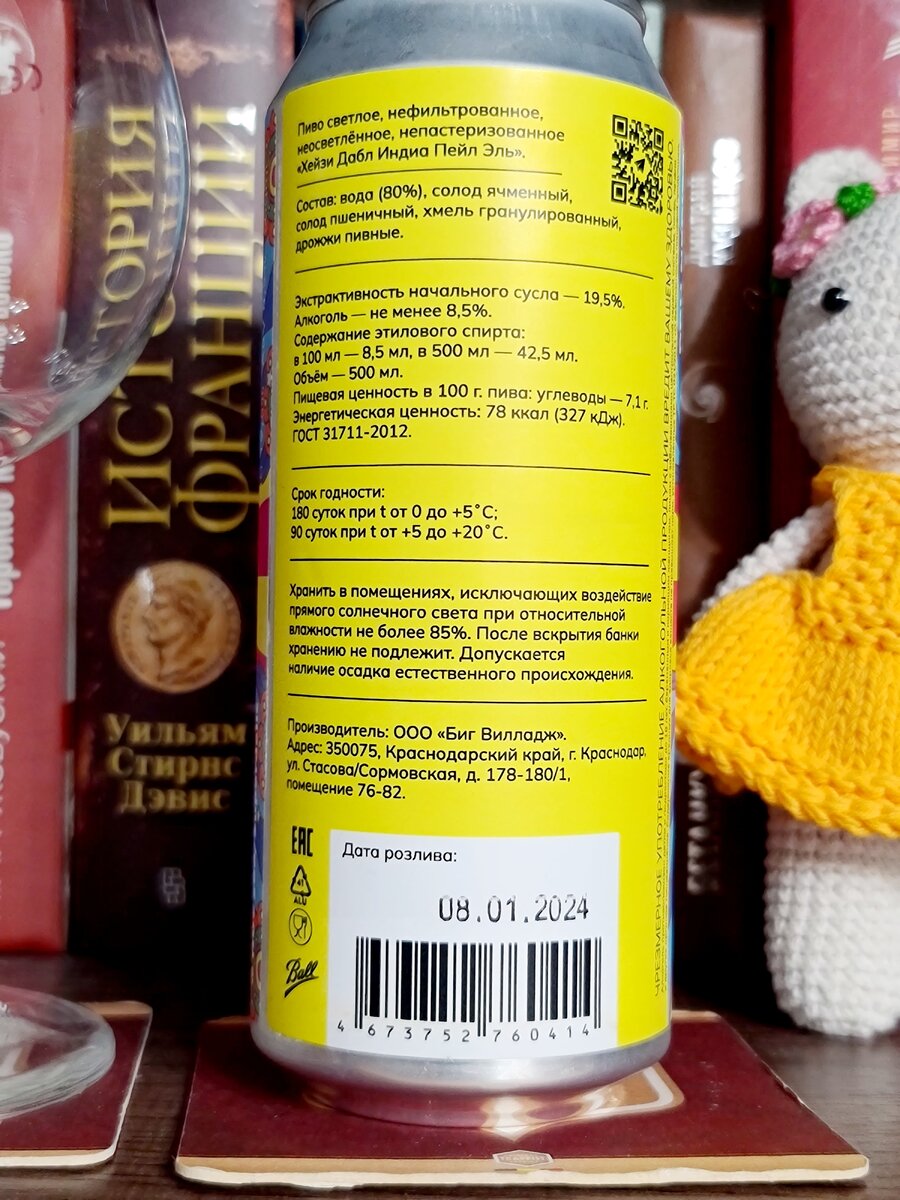 Пиво светлое, нефильтрованное,
неосветлённое, непастеризованное
«Хейзи Дабл Индиа Пейл Эль».
Состав: вода (80%), солод ячменный,
солод пшеничный, хмель гранулированный,
дрожжи пивные.
Экстрактивность начального сусла — 19,5%.
Алкоголь — не менее 8,5%.
Содержание этилового спирта:
в 100 мл — 8,5 мл, в 500 мл — 42,5 мл.
Объём — 500 мл.
Пищевая ценность в 100 г. пива: углеводы — 7,1 г.
Энергетическая ценность: 78 ккал (327 кДж).
ГОСТ 31711-2012.
Срок годности:
180 суток при t от 0 до +5˚C;
90 суток при t от +5 до +20˚C.
Хранить в помещениях, исключающих воздействие
прямого солнечного света при относительной
влажности не более 85%. После вскрытия банки
хранению не подлежит. Допускается
наличие осадка естественного происхождения.
Производитель: ООО «Биг Вилладж».
Адрес: 350075, Краснодарский край, г. Краснодар,
ул. Стасова/Сормовская, д. 178-180/1,
помещение 76-82.
EAC
41
ALU
Ball
Дата розлива:
08.01.2024
4 673752 760414
ЧРЕЗМЕРНОЕ УПОТРЕБЛЕНИЕ АЛКОГОЛЬНОЙ ПРОДУКЦИИ ВРЕДИТ ВАШЕМУ ЗДОРОВЬЮ.
ИСТОРИЯ
ФРАНЦИИ
Уильям
Стирнс
Дэвис